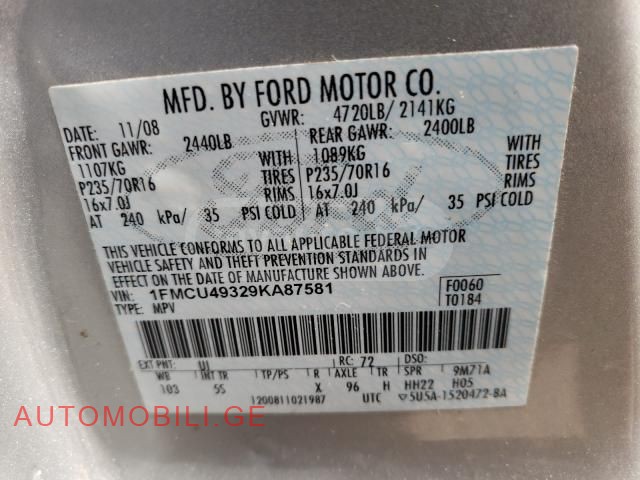 MFD. BY FORD MOTOR CO.
DATE: 11/08 GVWR: 4720LB/ 2141KG
FRONT GAWR: 2440LB REAR GAWR: 2400LB
1107KG WITH 1089KG WITH
P235/70R16 TIRES P235/70R16 TIRES
16x7.0J RIMS 16x7.0J RIMS
AT 240 kPa/ 35 PSI COLD AT 240 kPa/ 35 PSI COLD
THIS VEHICLE CONFORMS TO ALL APPLICABLE FEDERAL MOTOR
VEHICLE SAFETY AND THEFT PREVENTION STANDARDS IN
EFFECT ON THE DATE OF MANUFACTURE SHOWN ABOVE.
VIN: 1FMCU49329KA87581 F0060
TYPE: MPV T0184
EXT PNT: UJ RC: 72 DSO:
WB INT TR TP/PS R AXLE TR SPR 9M71A
103 5S X 96 H HH22 H05
1200811021987 UTC ▽5U5A-1520472-BA
AUTOMOBILI.GE